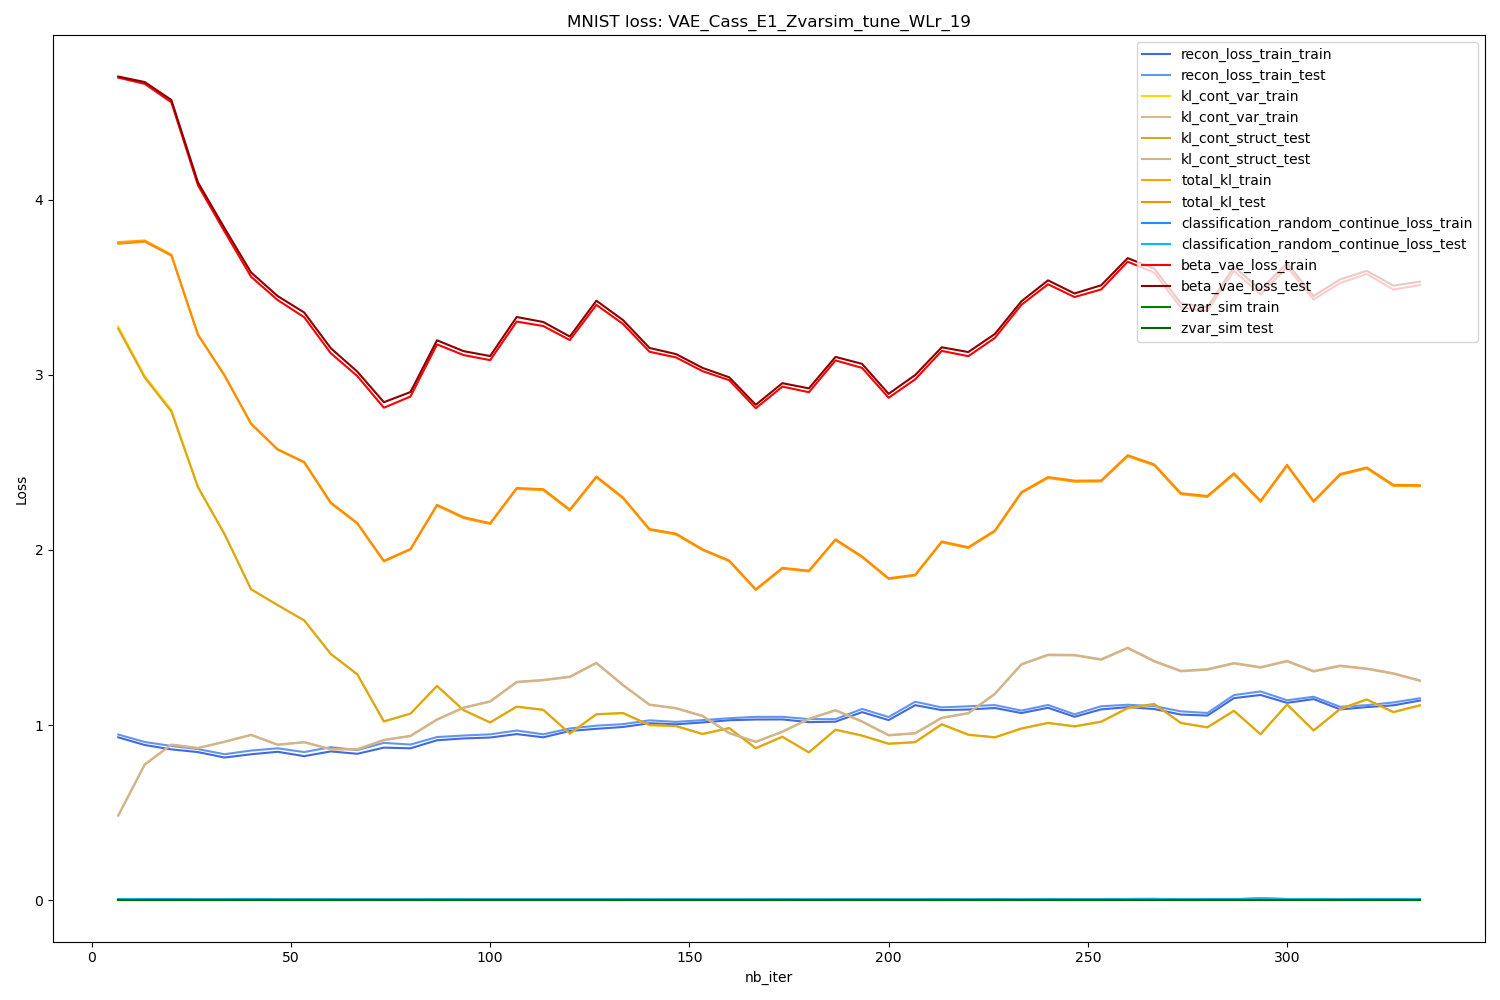 MNIST loss: VAE_Cass_E1_Zvarsim_tune_WLr_19
recon_loss_train_train
recon_loss_train_test
kl_cont_var_train
kl_cont_var_train
kl_cont_struct_test
kl_cont_struct_test
total_kl_train
total_kl_test
classification_random_continue_loss_train
classification_random_continue_loss_test
beta_vae_loss_train
beta_vae_loss_test
zvar_sim train
zvar_sim test
4
3
2
1
0
Loss
0 50 100 150 200 250 300
nb_iter